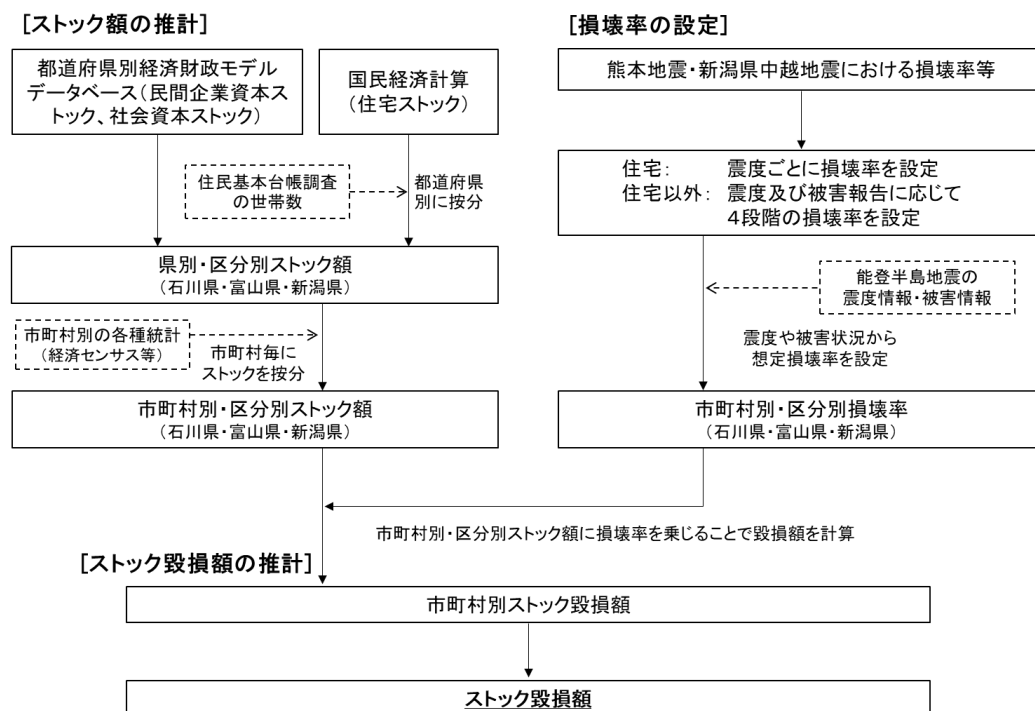 ［ストック額の推計］
都道府県別経済財政モデル
データベース（民間企業資本ス
トック、社会資本ストック）
国民経済計算
（住宅ストック）
住民基本台帳調査
の世帯数
都道府県
別に按分
県別・区分別ストック額
（石川県・富山県・新潟県）
市町村別の各種統計
（経済センサス等）
市町村毎に
ストックを按分
市町村別・区分別ストック額
（石川県・富山県・新潟県）
［損壊率の設定］
熊本地震・新潟県中越地震における損壊率等
住宅： 震度ごとに損壊率を設定
住宅以外： 震度及び被害報告に応じて
４段階の損壊率を設定
能登半島地震の
震度情報・被害情報
震度や被害状況から
想定損壊率を設定
市町村別・区分別損壊率
（石川県・富山県・新潟県）
市町村別・区分別ストック額に損壊率を乗じることで毀損額を計算
［ストック毀損額の推計］
市町村別ストック毀損額
ストック毀損額